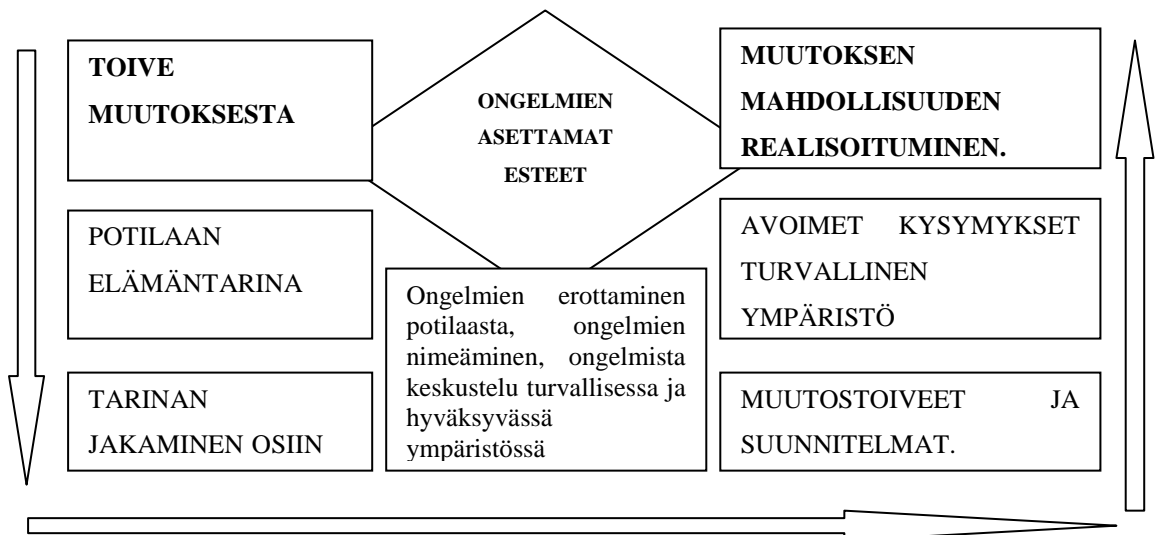 TOIVE
MUUTOKSESTA
POTILAAN
ELÄMÄNTARINA
TARINAN
JAKAMINEN OSIIN
ONGELMIEN
ASETTAMAT
ESTEET
Ongelmien erottaminen
potilaasta, ongelmien
nimeäminen, ongelmista
keskustelu turvallisessa ja
hyväksyvässä
ympäristössä
MUUTOKSEN
MAHDOLLISUUDEN
REALISOITUMINEN.
AVOIMET KYSYMYKSET
TURVALLINEN
YMPÄRISTÖ
MUUTOSTOIVEET JA
SUUNNITELMAT.